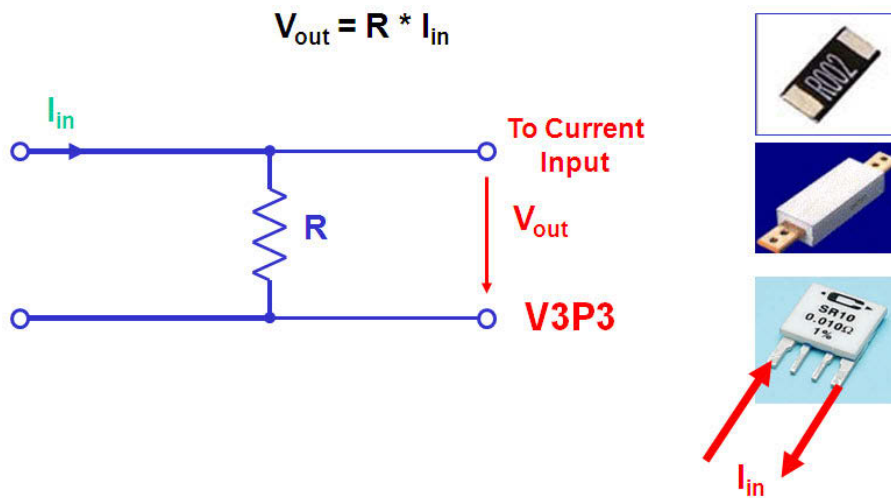 Vout = R * Iin
Iin
To Current
Input
R
Vout
V3P3
R002
SR10
0.010Ω
1%
Iin